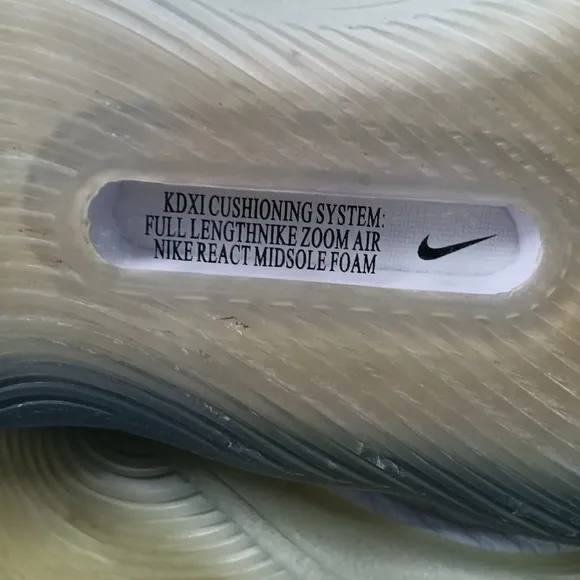 KDXI CUSHIONING SYSTEM:
FULL LENGTHNIKE ZOOM AIR
NIKE REACT MIDSOLE FOAM